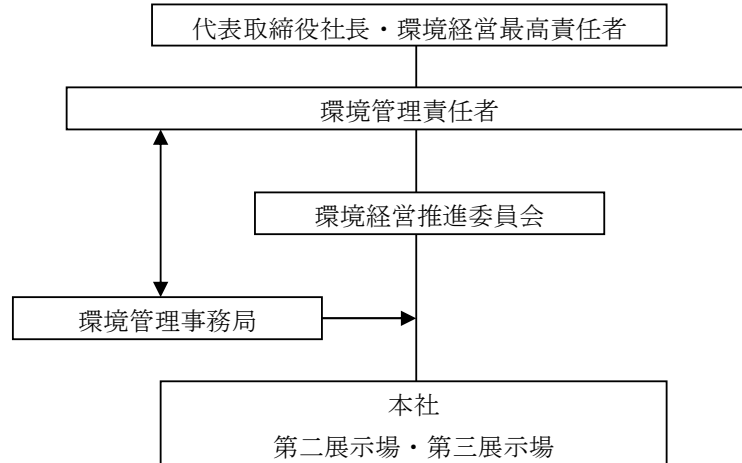 代表取締役社長・環境経営最高責任者
環境管理責任者
環境経営推進委員会
環境管理事務局
本社
第二展示場・第三展示場